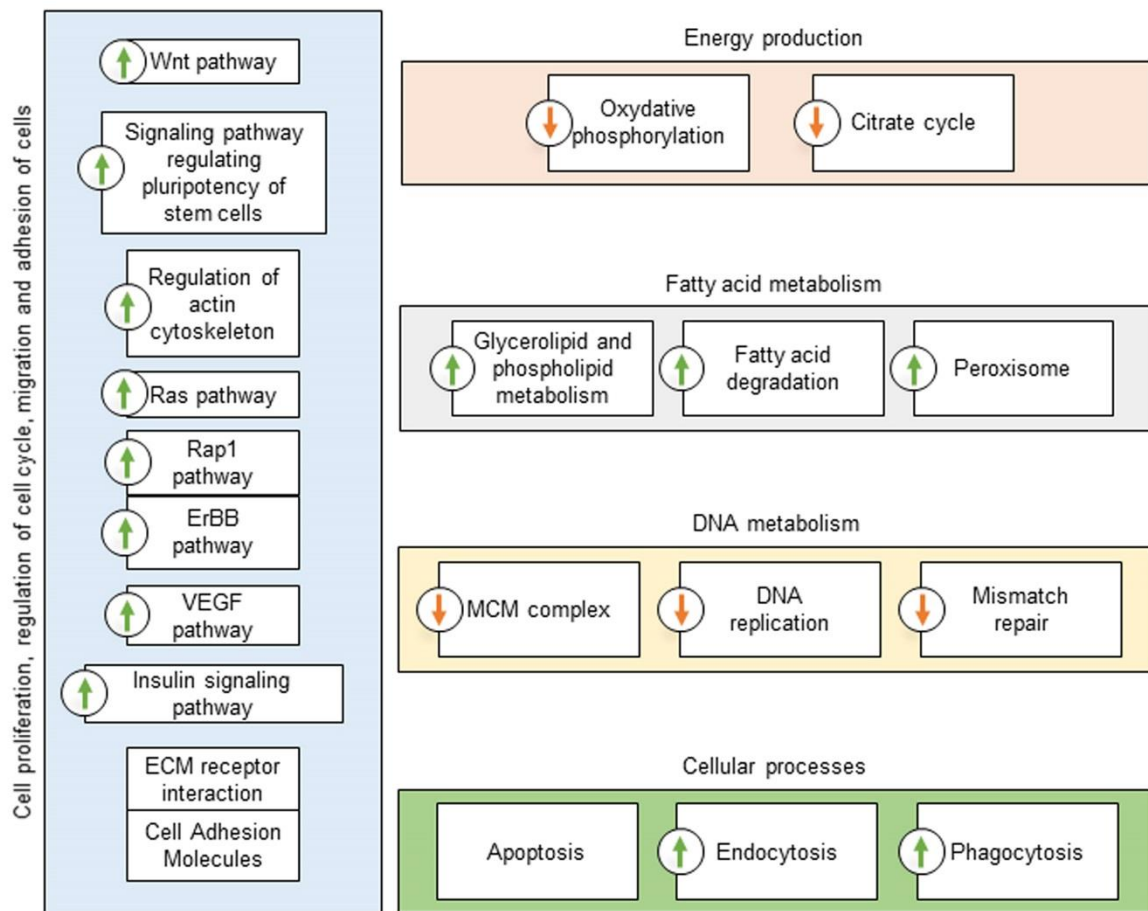 Cell proliferation, regulation of cell cycle, migration and adhesion of cells
Wnt pathway
Signaling pathway
regulating
pluripotency of
stem cells
Regulation of
actin
cytoskeleton
Ras pathway
Rap1
pathway
ErBB
pathway
VEGF
pathway
Insulin signaling
pathway
ECM receptor
interaction
Cell Adhesion
Molecules
Energy production
Oxydative
phosphorylation
Citrate cycle
Fatty acid metabolism
Glycerolipid and
phospholipid
metabolism
Fatty acid
degradation
Peroxisome
DNA metabolism
MCM complex
DNA
replication
Mismatch
repair
Cellular processes
Apoptosis
Endocytosis
Phagocytosis